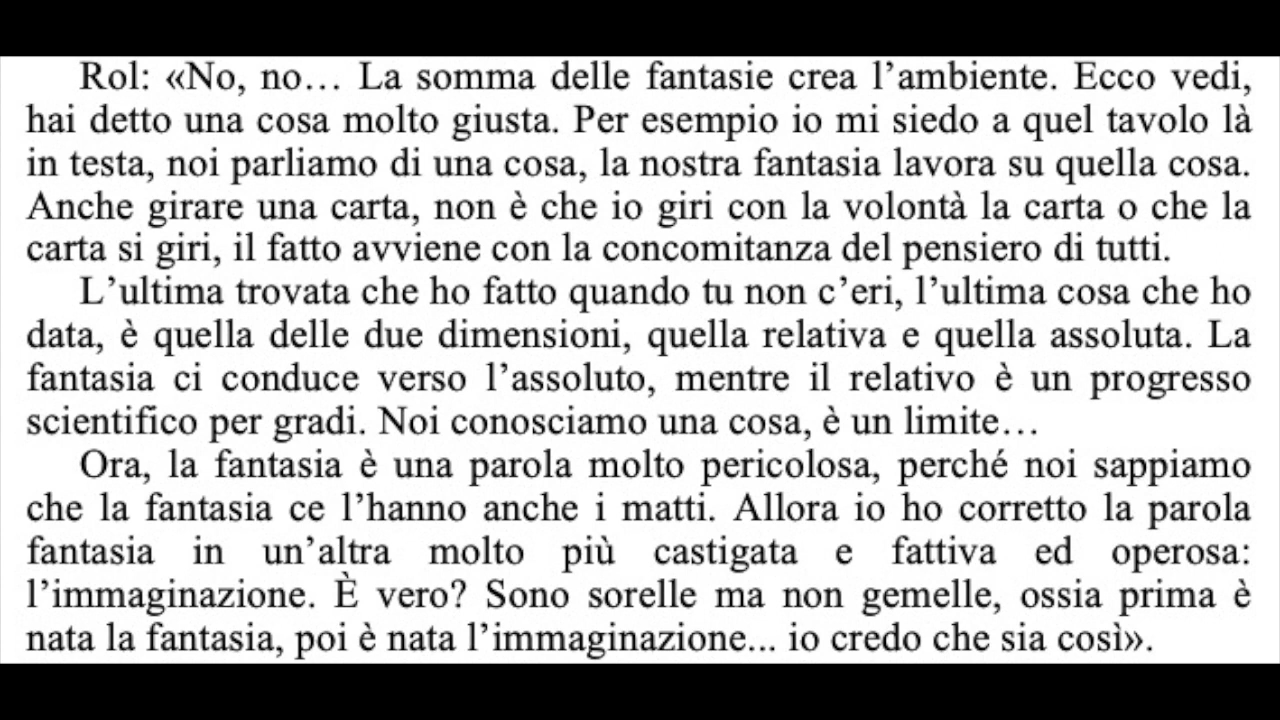 Rol: «No, no… La somma delle fantasie crea l’ambiente. Ecco vedi,
hai detto una cosa molto giusta. Per esempio io mi siedo a quel tavolo là
in testa, noi parliamo di una cosa, la nostra fantasia lavora su quella cosa.
Anche girare una carta, non è che io giri con la volontà la carta o che la
carta si giri, il fatto avviene con la concomitanza del pensiero di tutti.
L’ultima trovata che ho fatto quando tu non c’eri, l’ultima cosa che ho
data, è quella delle due dimensioni, quella relativa e quella assoluta. La
fantasia ci conduce verso l’assoluto, mentre il relativo è un progresso
scientifico per gradi. Noi conosciamo una cosa, è un limite…
Ora, la fantasia è una parola molto pericolosa, perché noi sappiamo
che la fantasia ce l’hanno anche i matti. Allora io ho corretto la parola
fantasia in un’altra molto più castigata e fattiva ed operosa:
l’immaginazione. È vero? Sono sorelle ma non gemelle, ossia prima è
nata la fantasia, poi è nata l’immaginazione... io credo che sia così».